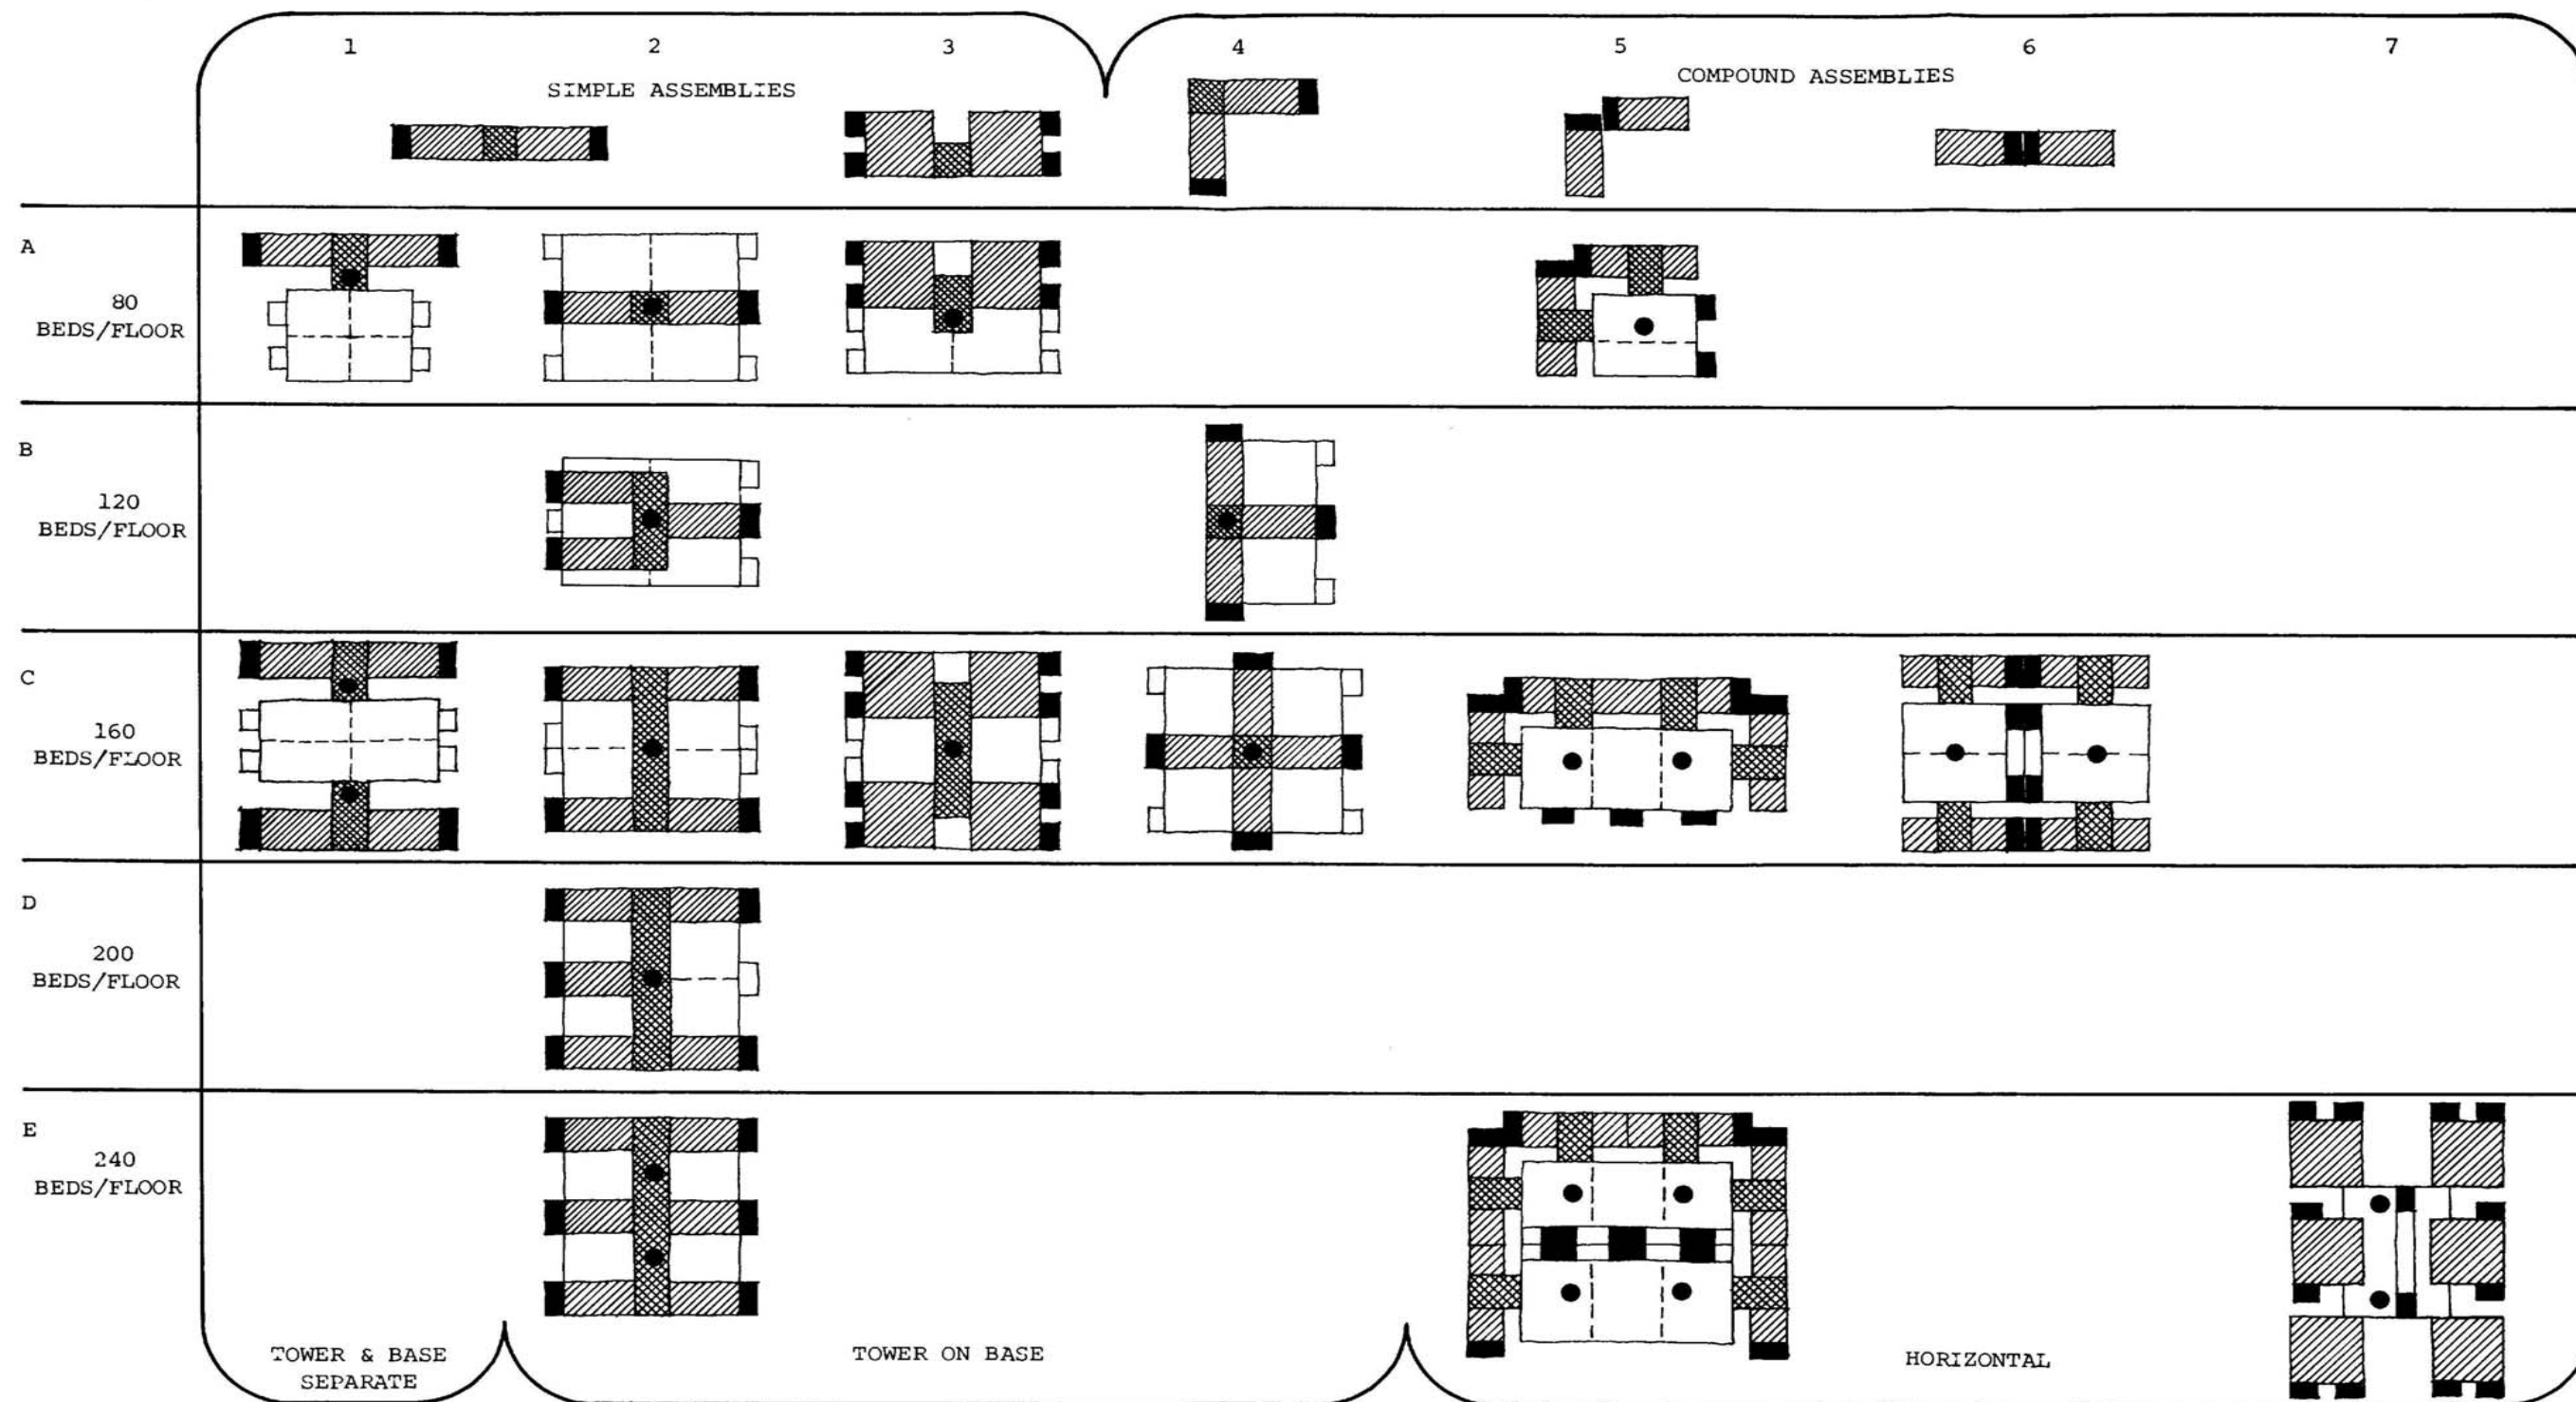 1 2 3 4 5 6 7
SIMPLE ASSEMBLIES
COMPOUND ASSEMBLIES
A
80
BEDS/FLOOR
B
120
BEDS/FLOOR
C
160
BEDS/FLOOR
D
200
BEDS/FLOOR
E
240
BEDS/FLOOR
TOWER & BASE
SEPARATE
TOWER ON BASE
HORIZONTAL